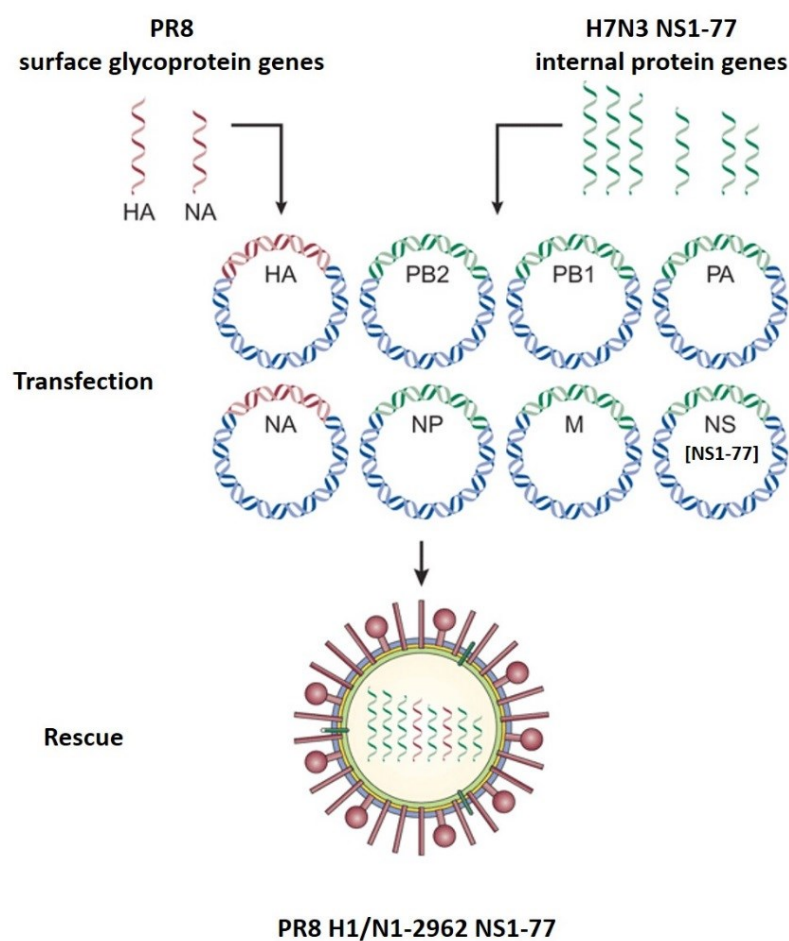 PR8
surface glycoprotein genes
H7N3 NS1-77
internal protein genes
HA
NA
HA
PB2
PB1
PA
Transfection
NA
NP
M
NS
[NS1-77]
Rescue
PR8 H1/N1-2962 NS1-77